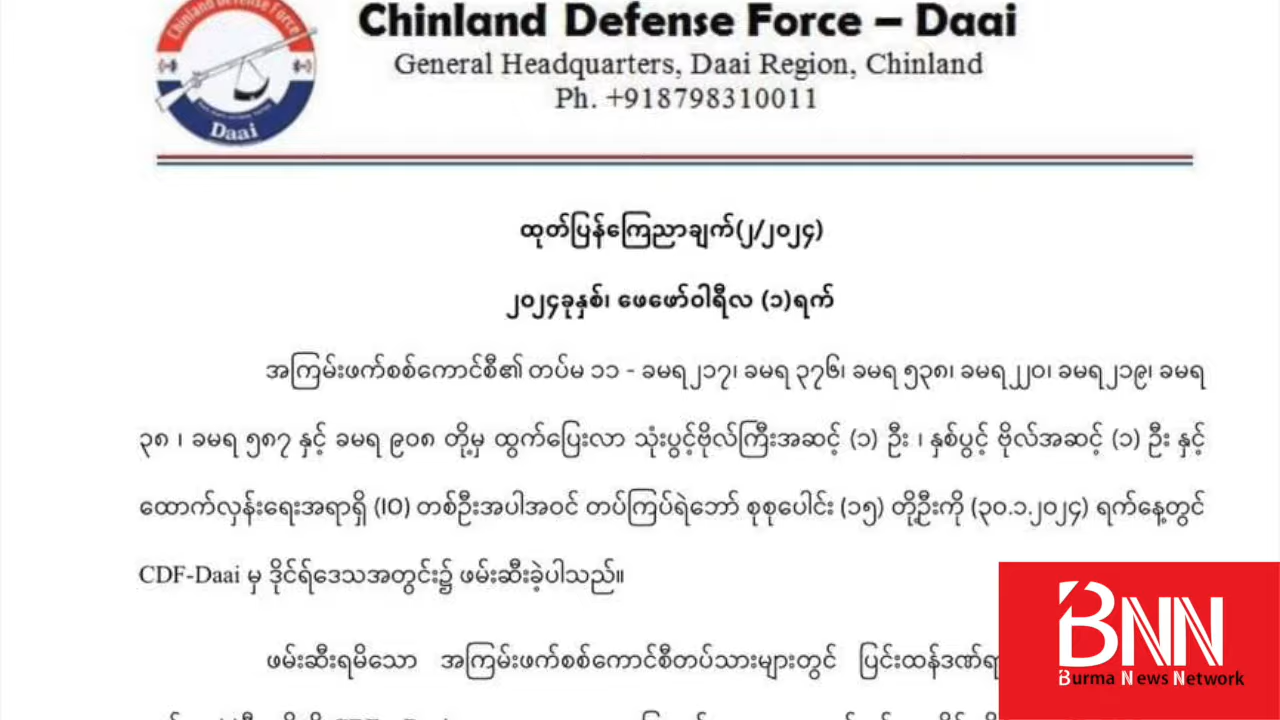 Chinland Defense Force
Daai
Chinland Defense Force – Daai
General Headquarters, Daai Region, Chinland
Ph. +918798310011
ထုတ်ပြန်ကြေညာချက်(၂/၂၀၂၄)
၂၀၂၄ခုနှစ်၊ ဖေဖော်ဝါရီလ (၁)ရက်
အကြမ်းဖက်စစ်ကောင်စီ၏ တပ်မ ၁၁ - ခမရ၂၁၇၊ ခမရ ၃၇၆၊ ခမရ ၅၃၈၊ ခမရ၂၂၀၊ ခမရ၂၁၉၊ ခမရ
၃၈ ၊ ခမရ ၅၈၇ နှင့် ခမရ ၉၀၈ တို့မှ ထွက်ပြေးလာ သုံးပွင့်ဗိုလ်ကြီးအဆင့် (၁) ဦး ၊ နှစ်ပွင့် ဗိုလ်အဆင့် (၁) ဦး နှင့်
ထောက်လှန်းရေးအရာရှိ (IO) တစ်ဦးအပါအဝင် တပ်ကြပ်ရဲဘော် စုစုပေါင်း (၁၅) တို့ဦးကို (၃၀.၁.၂၀၂၄) ရက်နေ့တွင်
CDF-Daai မှ ဒိုင်ရ်ဒေသအတွင်း၌ ဖမ်းဆီးခဲ့ပါသည်။
ဖမ်းဆီးရမိသော အကြမ်းဖက်စစ်ကောင်စီတပ်သားများတွင် ပြင်းထန်ဒဏ်ရာ
BNN
Burma News Network